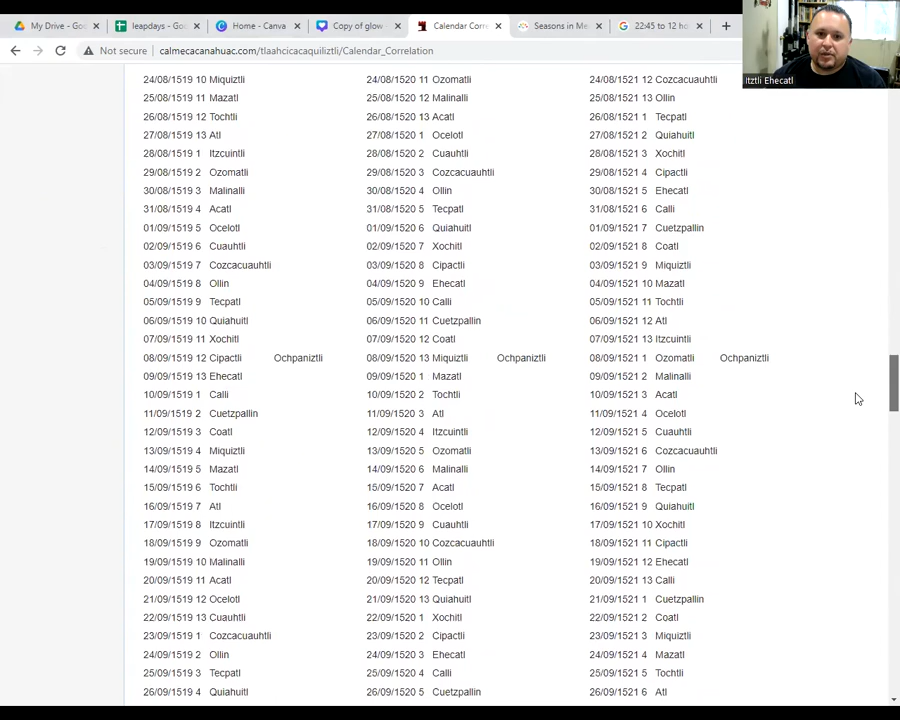 My Drive - Goo
leapdays - Goo
Home - Canva
Copy of glow
Calendar Corre
Seasons in Me
22:45 to 12 ho
Not secure calmecacanahuac.com/tlaahcicacaquiliztli/Calendar_Correlation
Itztli Ehecatl
24/08/1519 10 Miquiztli 24/08/1520 11 Ozomatli 24/08/1521 12 Cozcacuauhtli
25/08/1519 11 Mazatl 25/08/1520 12 Malinalli 25/08/1521 13 Ollin
26/08/1519 12 Tochtli 26/08/1520 13 Acatl 26/08/1521 1 Tecpatl
27/08/1519 13 Atl 27/08/1520 1 Ocelotl 27/08/1521 2 Quiahuitl
28/08/1519 1 Itzcuintli 28/08/1520 2 Cuauhtli 28/08/1521 3 Xochitl
29/08/1519 2 Ozomatli 29/08/1520 3 Cozcacuauhtli 29/08/1521 4 Cipactli
30/08/1519 3 Malinalli 30/08/1520 4 Ollin 30/08/1521 5 Ehecatl
31/08/1519 4 Acatl 31/08/1520 5 Tecpatl 31/08/1521 6 Calli
01/09/1519 5 Ocelotl 01/09/1520 6 Quiahuitl 01/09/1521 7 Cuetzpallin
02/09/1519 6 Cuauhtli 02/09/1520 7 Xochitl 02/09/1521 8 Coatl
03/09/1519 7 Cozcacuauhtli 03/09/1520 8 Cipactli 03/09/1521 9 Miquiztli
04/09/1519 8 Ollin 04/09/1520 9 Ehecatl 04/09/1521 10 Mazatl
05/09/1519 9 Tecpatl 05/09/1520 10 Calli 05/09/1521 11 Tochtli
06/09/1519 10 Quiahuitl 06/09/1520 11 Cuetzpallin 06/09/1521 12 Atl
07/09/1519 11 Xochitl 07/09/1520 12 Coatl 07/09/1521 13 Itzcuintli
08/09/1519 12 Cipactli Ochpaniztli 08/09/1520 13 Miquiztli Ochpaniztli 08/09/1521 1 Ozomatli Ochpaniztli
09/09/1519 13 Ehecatl 09/09/1520 1 Mazatl 09/09/1521 2 Malinalli
10/09/1519 1 Calli 10/09/1520 2 Tochtli 10/09/1521 3 Acatl
11/09/1519 2 Cuetzpallin 11/09/1520 3 Atl 11/09/1521 4 Ocelotl
12/09/1519 3 Coatl 12/09/1520 4 Itzcuintli 12/09/1521 5 Cuauhtli
13/09/1519 4 Miquiztli 13/09/1520 5 Ozomatli 13/09/1521 6 Cozcacuauhtli
14/09/1519 5 Mazatl 14/09/1520 6 Malinalli 14/09/1521 7 Ollin
15/09/1519 6 Tochtli 15/09/1520 7 Acatl 15/09/1521 8 Tecpatl
16/09/1519 7 Atl 16/09/1520 8 Ocelotl 16/09/1521 9 Quiahuitl
17/09/1519 8 Itzcuintli 17/09/1520 9 Cuauhtli 17/09/1521 10 Xochitl
18/09/1519 9 Ozomatli 18/09/1520 10 Cozcacuauhtli 18/09/1521 11 Cipactli
19/09/1519 10 Malinalli 19/09/1520 11 Ollin 19/09/1521 12 Ehecatl
20/09/1519 11 Acatl 20/09/1520 12 Tecpatl 20/09/1521 13 Calli
21/09/1519 12 Ocelotl 21/09/1520 13 Quiahuitl 21/09/1521 1 Cuetzpallin
22/09/1519 13 Cuauhtli 22/09/1520 1 Xochitl 22/09/1521 2 Coatl
23/09/1519 1 Cozcacuauhtli 23/09/1520 2 Cipactli 23/09/1521 3 Miquiztli
24/09/1519 2 Ollin 24/09/1520 3 Ehecatl 24/09/1521 4 Mazatl
25/09/1519 3 Tecpatl 25/09/1520 4 Calli 25/09/1521 5 Tochtli
26/09/1519 4 Quiahuitl 26/09/1520 5 Cuetzpallin 26/09/1521 6 Atl